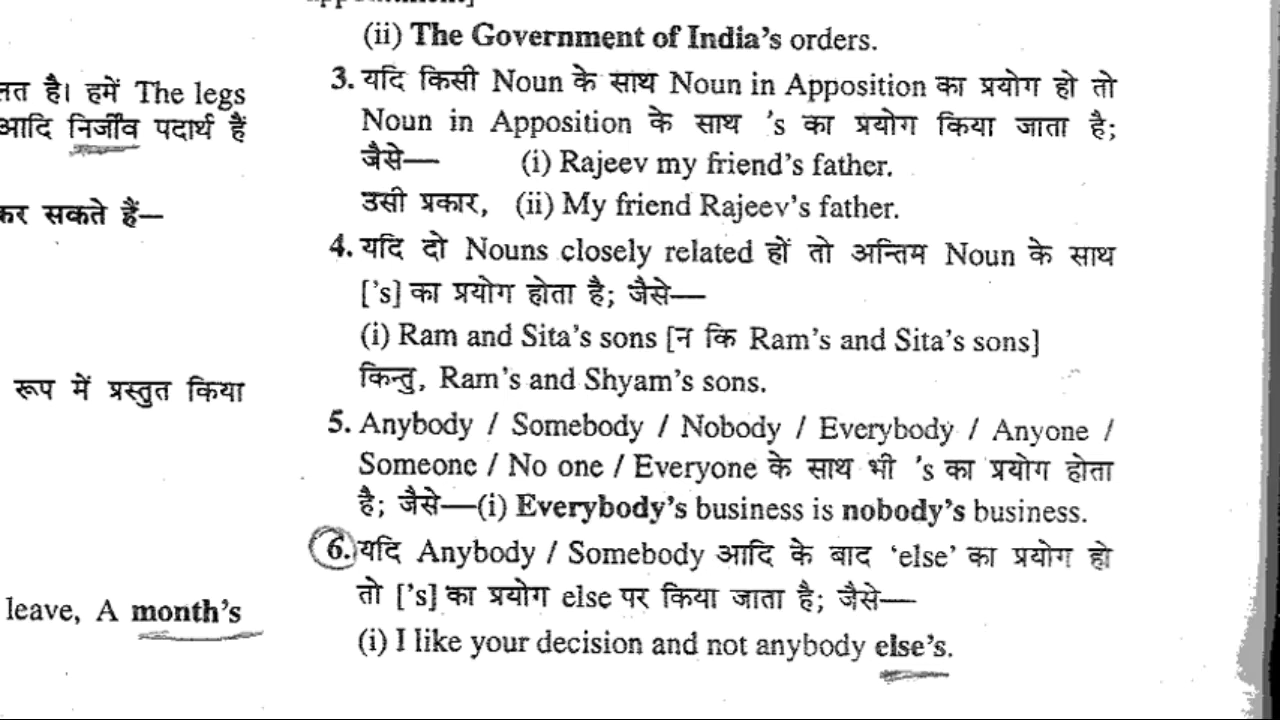 (ii) The Government of India's orders.
3. यदि किसी Noun के साथ Noun in Apposition का प्रयोग हो तो
Noun in Apposition के साथ 's का प्रयोग किया जाता है;
जैसे— (i) Rajeev my friend's father.
उसी प्रकार, (ii) My friend Rajeev's father.
4. यदि दो Nouns closely related हों तो अन्तिम Noun के साथ
['s] का प्रयोग होता है; जैसे—
(i) Ram and Sita's sons [न कि Ram's and Sita's sons]
किन्तु, Ram's and Shyam's sons.
5. Anybody / Somebody / Nobody / Everybody / Anyone /
Someone / No one / Everyone के साथ भी 's का प्रयोग होता
है; जैसे—(i) Everybody's business is nobody's business.
6. यदि Anybody / Somebody आदि के बाद 'else' का प्रयोग हो
तो ['s] का प्रयोग else पर किया जाता है; जैसे—
(i) I like your decision and not anybody else's.
है। हमें The legs
आदि निर्जीव पदार्थ हैं
कर सकते हैं—
रूप में प्रस्तुत किया
leave, A month's